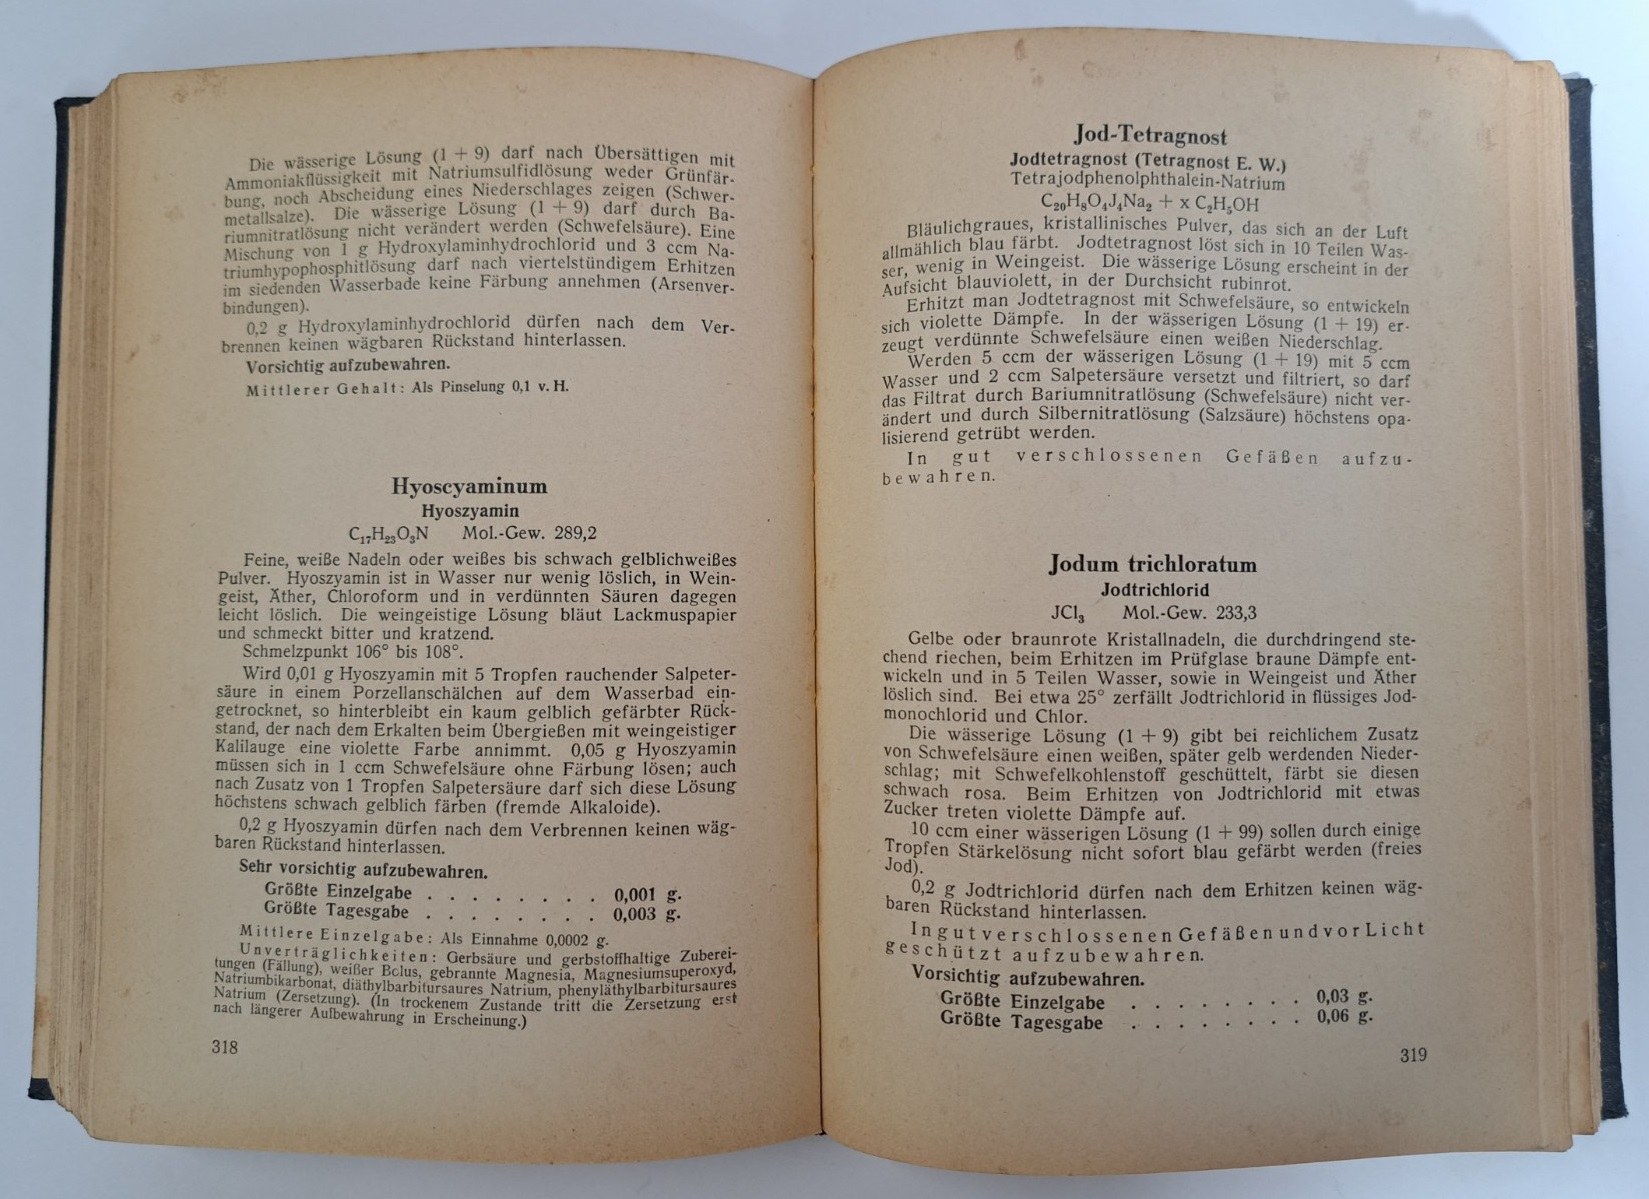 Die wässerige Lösung (1 + 9) darf nach Übersättigen mit
Ammoniakflüssigkeit mit Natriumsulfidlösung weder Grünfär-
bung, noch Abscheidung eines Niederschlages zeigen (Schwer-
metallsalze). Die wässerige Lösung (1 + 9) darf durch Ba-
riumnitratlösung nicht verändert werden (Schwefelsäure). Eine
Mischung von 1 g Hydroxylaminhydrochlorid und 3 ccm Na-
triumhypophosphitlösung darf nach viertelstündigem Erhitzen
im siedenden Wasserbade keine Färbung annehmen (Arsenver-
bindungen).
0,2 g Hydroxylaminhydrochlorid dürfen nach dem Ver-
brennen keinen wägbaren Rückstand hinterlassen.
Vorsichtig aufzubewahren.
Mittlerer Gehalt: Als Pinselung 0,1 v. H.
Hyoscyaminum
Hyoszyamin
C₁₇H₂₃O₃N Mol.-Gew. 289,2
Feine, weiße Nadeln oder weißes bis schwach gelblichweißes
Pulver. Hyoszyamin ist in Wasser nur wenig löslich, in Wein-
geist, Äther, Chloroform und in verdünnten Säuren dagegen
leicht löslich. Die weingeistige Lösung bläut Lackmuspapier
und schmeckt bitter und kratzend.
Schmelzpunkt 106° bis 108°.
Wird 0,01 g Hyoszyamin mit 5 Tropfen rauchender Salpeter-
säure in einem Porzellanschälchen auf dem Wasserbad ein-
getrocknet, so hinterbleibt ein kaum gelblich gefärbter Rück-
stand, der nach dem Erkalten beim Übergießen mit weingeistiger
Kalilauge eine violette Farbe annimmt. 0,05 g Hyoszyamin
müssen sich in 1 ccm Schwefelsäure ohne Färbung lösen; auch
nach Zusatz von 1 Tropfen Salpetersäure darf sich diese Lösung
höchstens schwach gelblich färben (fremde Alkaloide).
0,2 g Hyoszyamin dürfen nach dem Verbrennen keinen wäg-
baren Rückstand hinterlassen.
Sehr vorsichtig aufzubewahren.
Größte Einzelgabe . . . . . . . . 0,001 g.
Größte Tagesgabe . . . . . . . . 0,003 g.
Mittlere Einzelgabe: Als Einnahme 0,0002 g.
Unverträglichkeiten: Gerbsäure und gerbstoffhaltige Zuberei-
tungen (Fällung), weißer Bolus, gebrannte Magnesia, Magnesiumsuperoxyd,
Natriumbikarbonat, diäthylbarbitursaures Natrium, phenyläthylbarbitursaures
Natrium (Zersetzung). (In trockenem Zustande tritt die Zersetzung erst
nach längerer Aufbewahrung in Erscheinung.)
318
Jod-Tetragnost
Jodtetragnost (Tetragnost E. W.)
Tetrajodphenolphthalein-Natrium
C₂₀H₈O₄J₄Na₂ + x C₂H₅OH
Bläulichgraues, kristallinisches Pulver, das sich an der Luft
allmählich blau färbt. Jodtetragnost löst sich in 10 Teilen Was-
ser, wenig in Weingeist. Die wässerige Lösung erscheint in der
Aufsicht blauviolett, in der Durchsicht rubinrot.
Erhitzt man Jodtetragnost mit Schwefelsäure, so entwickeln
sich violette Dämpfe. In der wässerigen Lösung (1 + 19) er-
zeugt verdünnte Schwefelsäure einen weißen Niederschlag.
Werden 5 ccm der wässerigen Lösung (1 + 19) mit 5 ccm
Wasser und 2 ccm Salpetersäure versetzt und filtriert, so darf
das Filtrat durch Bariumnitratlösung (Schwefelsäure) nicht ver-
ändert und durch Silbernitratlösung (Salzsäure) höchstens opa-
lisierend getrübt werden.
In gut verschlossenen Gefäßen aufzu-
bewahren.
Jodum trichloratum
Jodtrichlorid
JCl₃ Mol.-Gew. 233,3
Gelbe oder braunrote Kristallnadeln, die durchdringend ste-
chend riechen, beim Erhitzen im Prüfglase braune Dämpfe ent-
wickeln und in 5 Teilen Wasser, sowie in Weingeist und Äther
löslich sind. Bei etwa 25° zerfällt Jodtrichlorid in flüssiges Jod-
monochlorid und Chlor.
Die wässerige Lösung (1 + 9) gibt bei reichlichem Zusatz
von Schwefelsäure einen weißen, später gelb werdenden Nieder-
schlag; mit Schwefelkohlenstoff geschüttelt, färbt sie diesen
schwach rosa. Beim Erhitzen von Jodtrichlorid mit etwas
Zucker treten violette Dämpfe auf.
10 ccm einer wässerigen Lösung (1 + 99) sollen durch einige
Tropfen Stärkelösung nicht sofort blau gefärbt werden (freies
Jod).
0,2 g Jodtrichlorid dürfen nach dem Erhitzen keinen wäg-
baren Rückstand hinterlassen.
In gut verschlossenen Gefäßen und vor Licht
geschützt aufzubewahren.
Vorsichtig aufzubewahren.
Größte Einzelgabe . . . . . . . . 0,03 g.
Größte Tagesgabe . . . . . . . . 0,06 g.
319